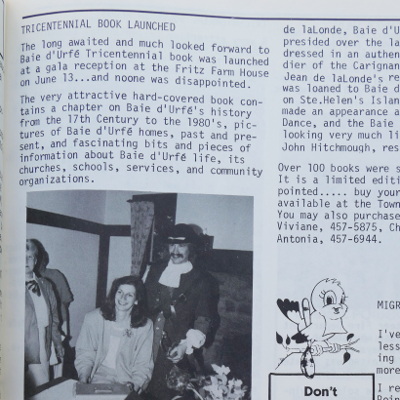 TRICENTENNIAL BOOK LAUNCHED
The long awaited and much looked forward to
Baie d'Urfé Tricentennial book was launched
at a gala reception at the Fritz Farm House
on June 13...and noone was disappointed.
The very attractive hard-covered book con-
tains a chapter on Baie d'Urfé's history
from the 17th Century to the 1980's, pic-
tures of Baie d'Urfé homes, past and pre-
sent, and fascinating bits and pieces of
information about Baie d'Urfé life, its
churches, schools, services, and community
organizations.
de laLonde, Baie d'U
presided over the la
dressed in an authen
dier of the Carignan
Jean de laLonde's re
was loaned to Baie d
on Ste.Helen's Islan
made an appearance a
Dance, and the Baie
looking very much li
John Hitchmough, res
Over 100 books were s
It is a limited editi
pointed..... buy your
available at the Town
You may also purchase
Viviane, 457-5875, Ch
Antonia, 457-6944.
MIGR
I've
less
ing
more
I re
Don't